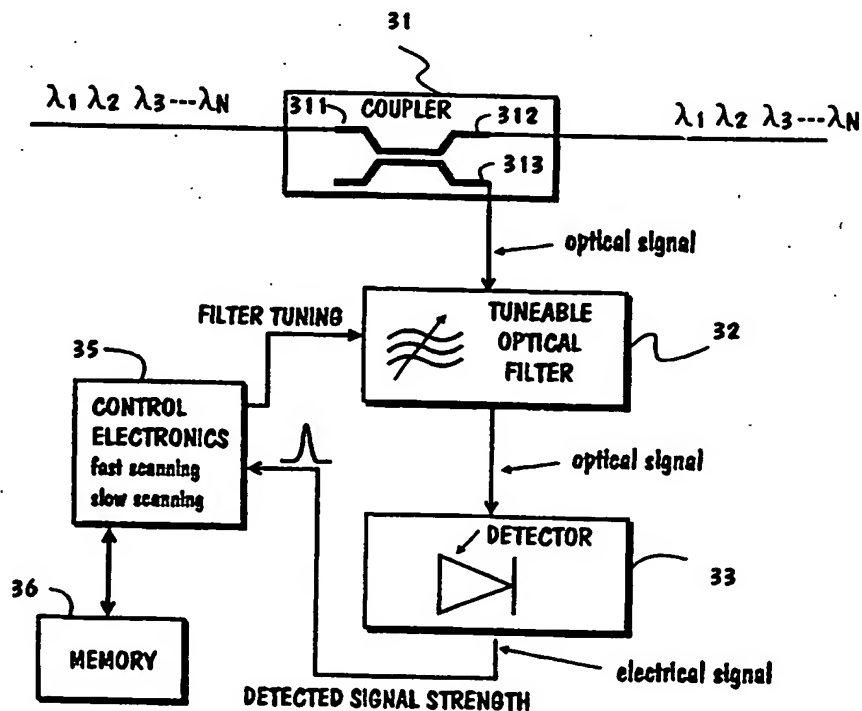 31
λ1 λ2 λ3---λN
311
COUPLER
312
λ1 λ2 λ3---λN
313
optical signal
FILTER TUNING
TUNEABLE
OPTICAL
FILTER
32
35
CONTROL
ELECTRONICS
fast scanning
slow scanning
optical signal
DETECTOR
33
36
MEMORY
electrical signal
DETECTED SIGNAL STRENGTH